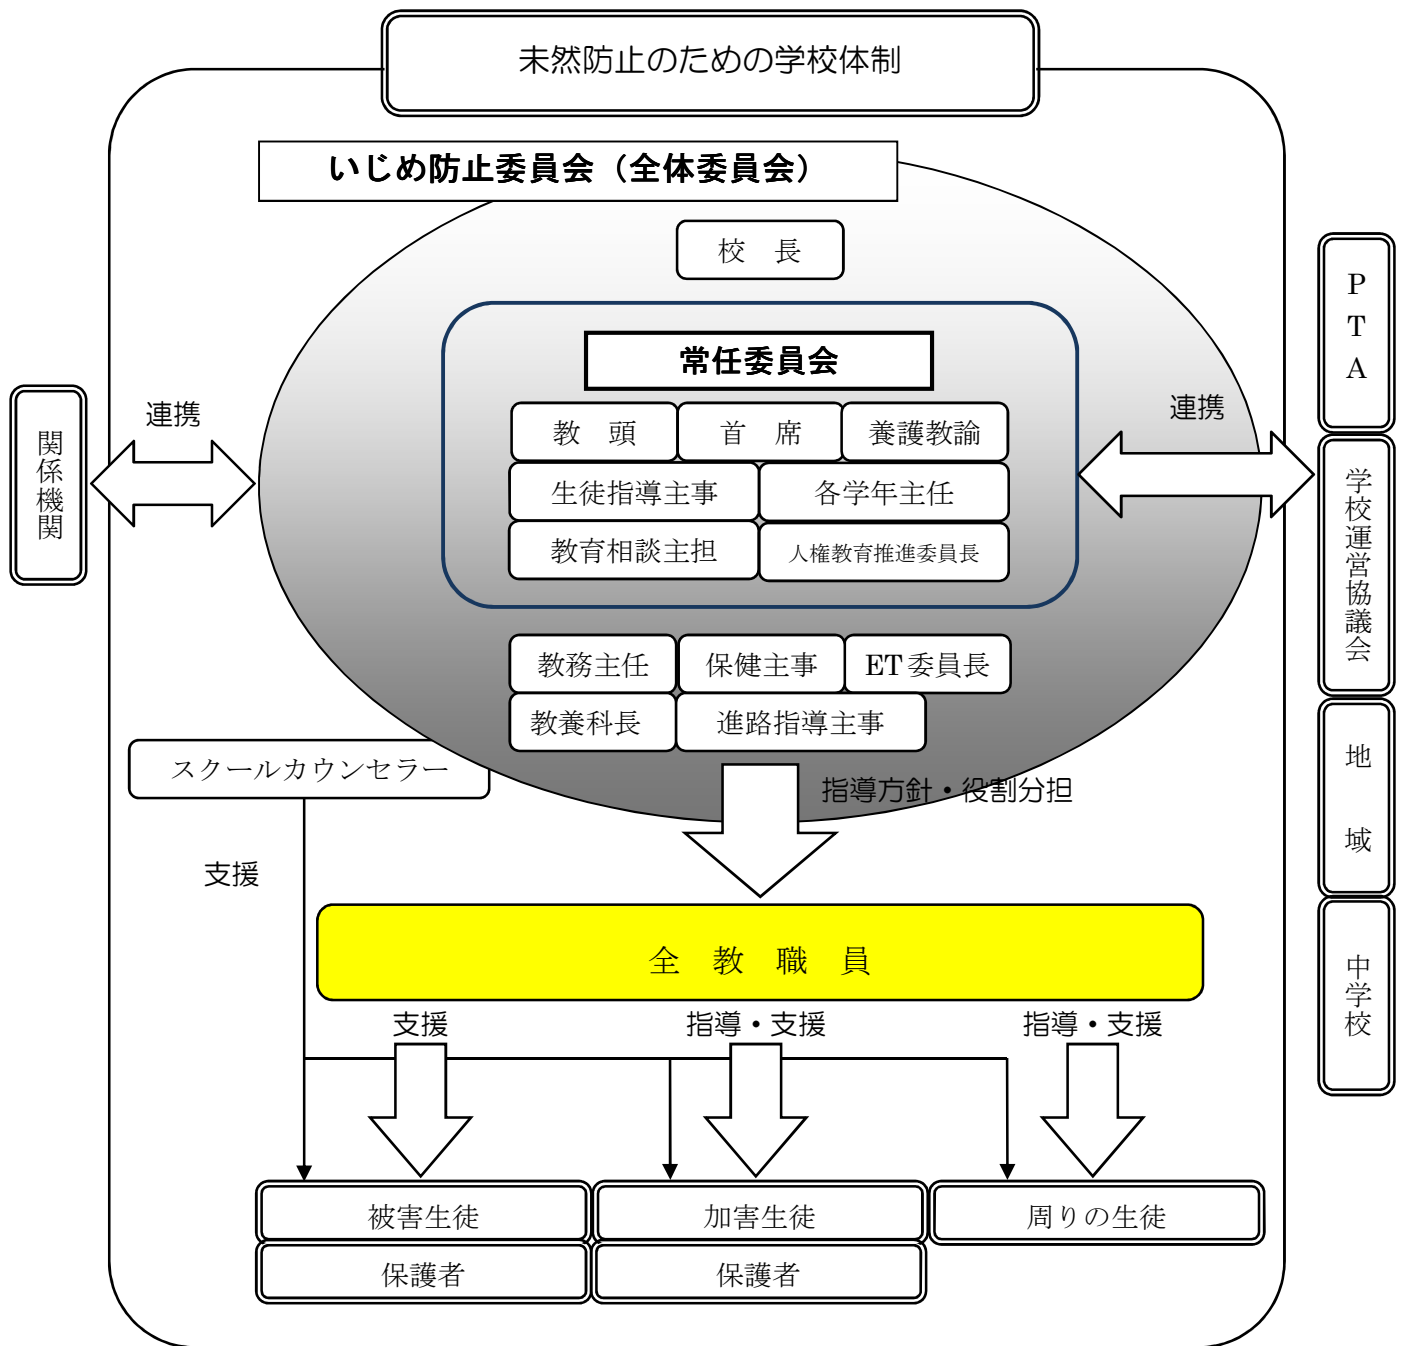 未然防止のための学校体制
いじめ防止委員会（全体委員会）
校　長
常任委員会
教　頭
首　席
養護教諭
生徒指導主事
各学年主任
教育相談主担
人権教育推進委員長
教務主任
保健主事
ET委員長
教養科長
進路指導主事
連携
関係機関
連携
PTA
学校運営協議会
地　域
中学校
スクールカウンセラー
指導方針・役割分担
支援
全　教　職　員
支援
指導・支援
指導・支援
被害生徒
加害生徒
周りの生徒
保護者
保護者